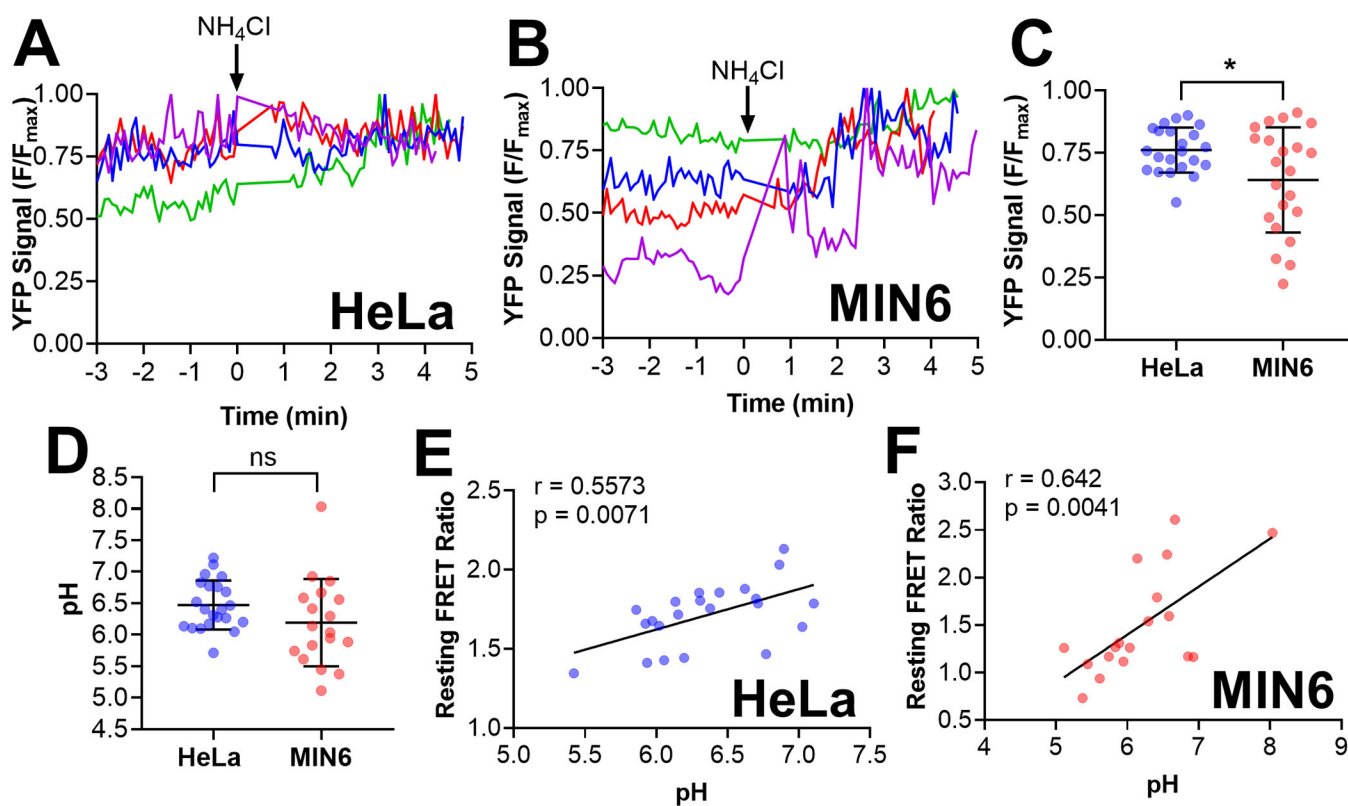 A
NH₄Cl
YFP Signal (F/Fmax)
1.00
0.75
0.50
0.25
0.00
HeLa
-3 -2 -1 0 1 2 3 4 5
Time (min)
B
NH₄Cl
YFP Signal (F/Fmax)
1.00
0.75
0.50
0.25
0.00
MIN6
-3 -2 -1 0 1 2 3 4 5
Time (min)
C
*
YFP Signal (F/Fmax)
1.00
0.75
0.50
0.25
0.00
HeLa MIN6
D
ns
pH
8.5
8.0
7.5
7.0
6.5
6.0
5.5
5.0
4.5
HeLa MIN6
E
r = 0.5573
p = 0.0071
Resting FRET Ratio
2.5
2.0
1.5
1.0
HeLa
5.0 5.5 6.0 6.5 7.0 7.5
pH
F
r = 0.642
p = 0.0041
Resting FRET Ratio
3.0
2.5
2.0
1.5
1.0
0.5
MIN6
4 5 6 7 8 9
pH